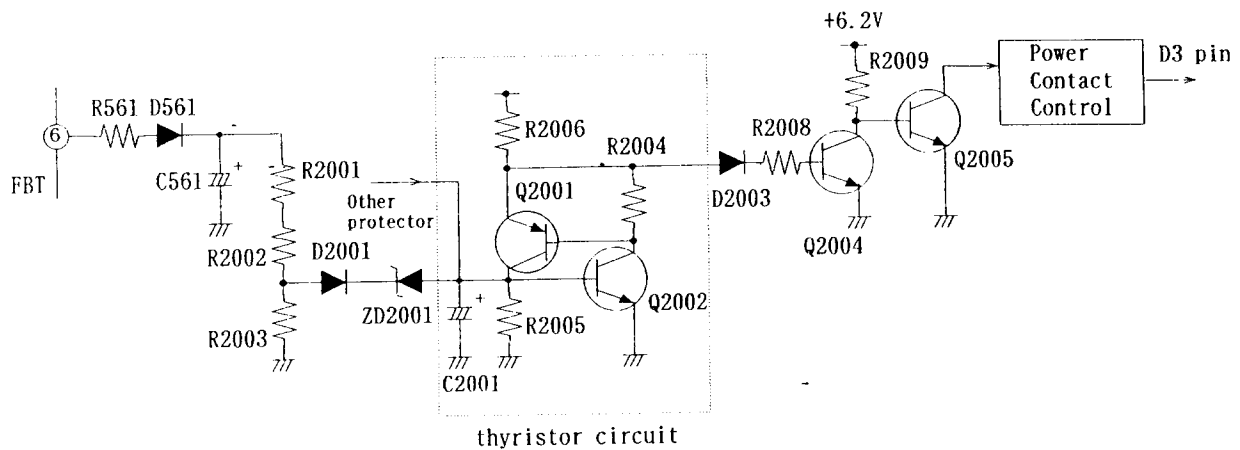 +6.2V
R2009
Power
Contact
Control
D3 pin
R561 D561
6
FBT
C561
R2001
R2006
R2004
R2008
Q2005
Other
protector
Q2001
D2003
R2002
D2001
Q2004
Q2002
ZD2001
R2005
R2003
C2001
thyristor circuit